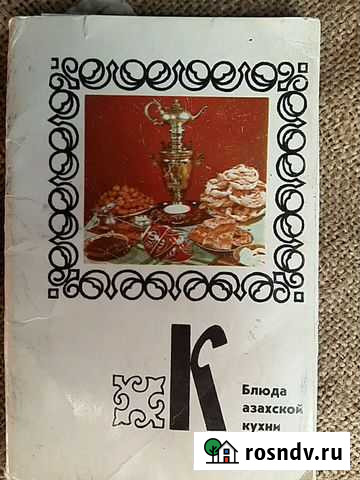 К
Блюда
азахской
кухни
rosndv.ru